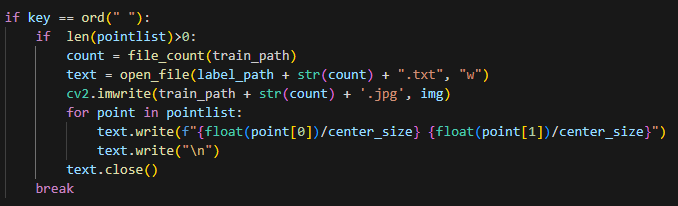 if key == ord(" "):
    if  len(pointlist)>0:
        count = file_count(train_path)
        text = open_file(label_path + str(count) + ".txt", "w")
        cv2.imwrite(train_path + str(count) + '.jpg', img)
        for point in pointlist:
            text.write(f"{float(point[0])/center_size} {float(point[1])/center_size}")
            text.write("\n")
        text.close()
    break